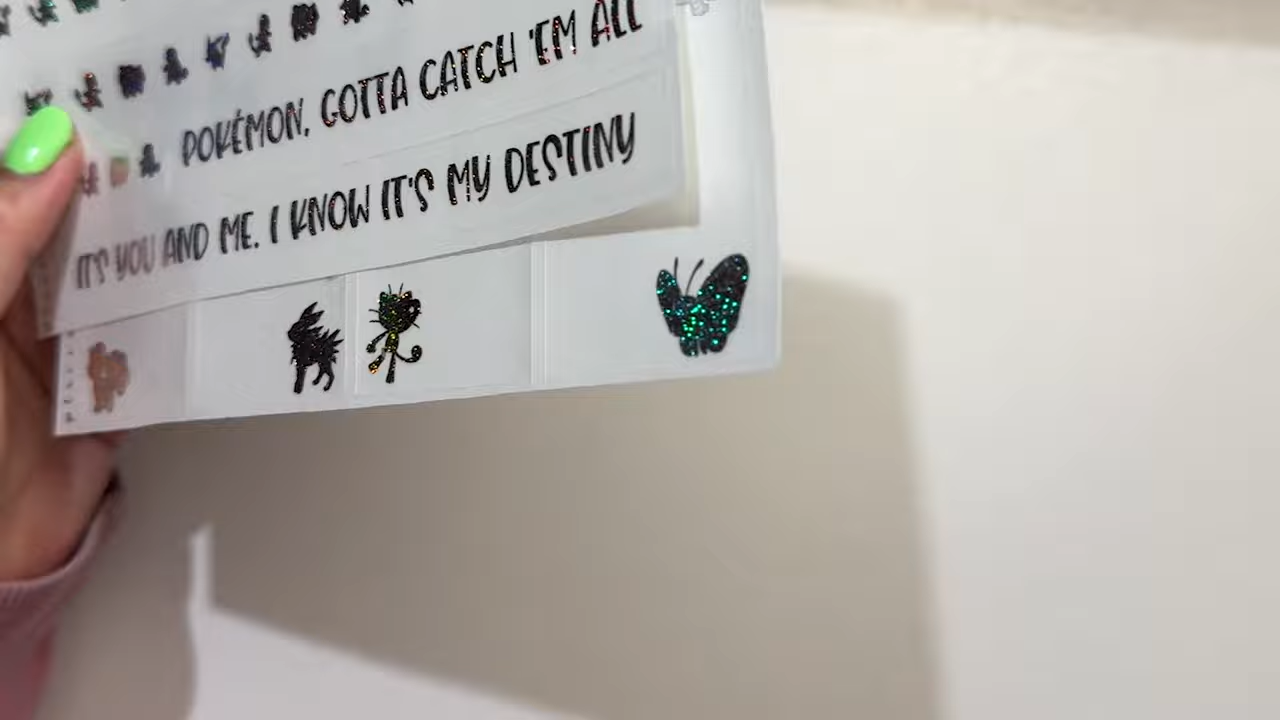 POKÉMON, GOTTA CATCH 'EM ALL
IT'S YOU AND ME. I KNOW IT'S MY DESTINY